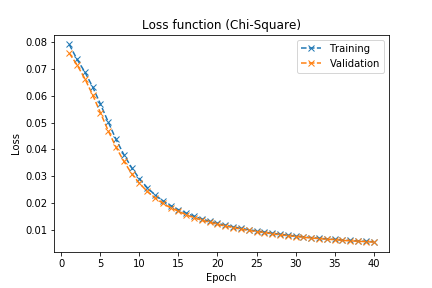 Loss function (Chi-Square)
Training
Validation
0.08
0.07
0.06
0.05
0.04
0.03
0.02
0.01
Loss
0 5 10 15 20 25 30 35 40
Epoch